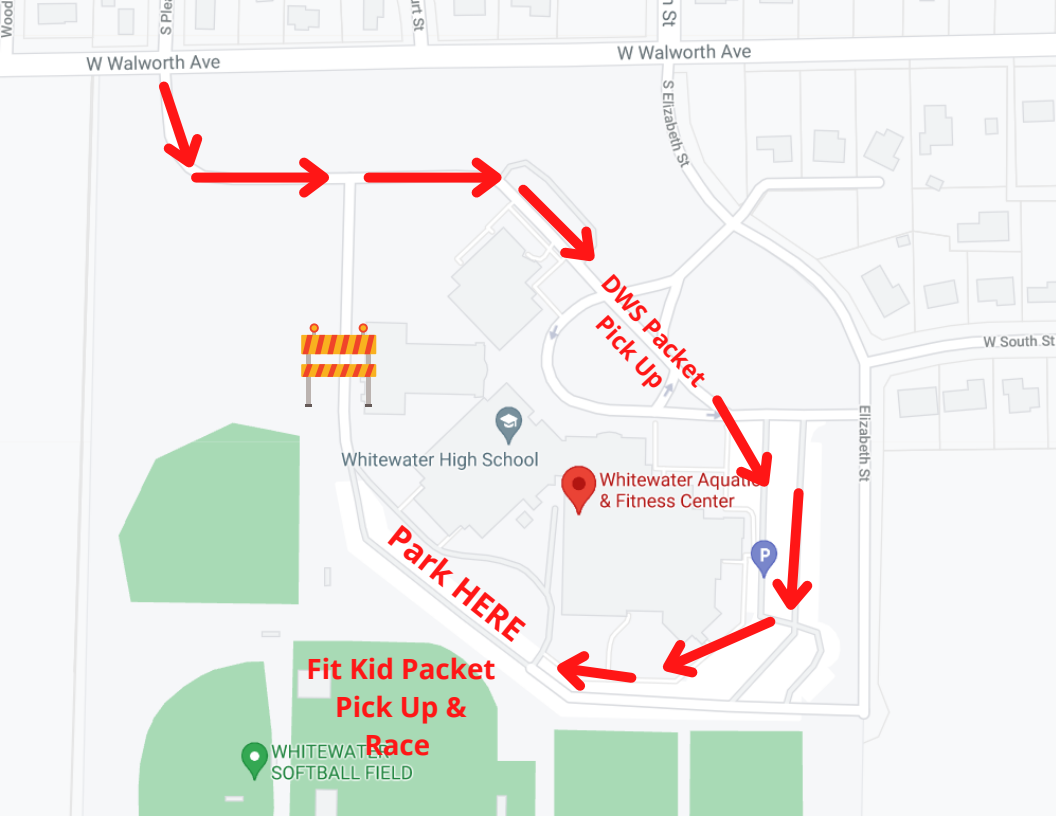 W Walworth Ave
W Walworth Ave
S Elizabeth St
DWS Packet
Pick Up
W South St
Elizabeth St
Whitewater High School
Whitewater Aquatic
& Fitness Center
P
Park HERE
Fit Kid Packet
Pick Up &
Race
WHITEWATER
SOFTBALL FIELD